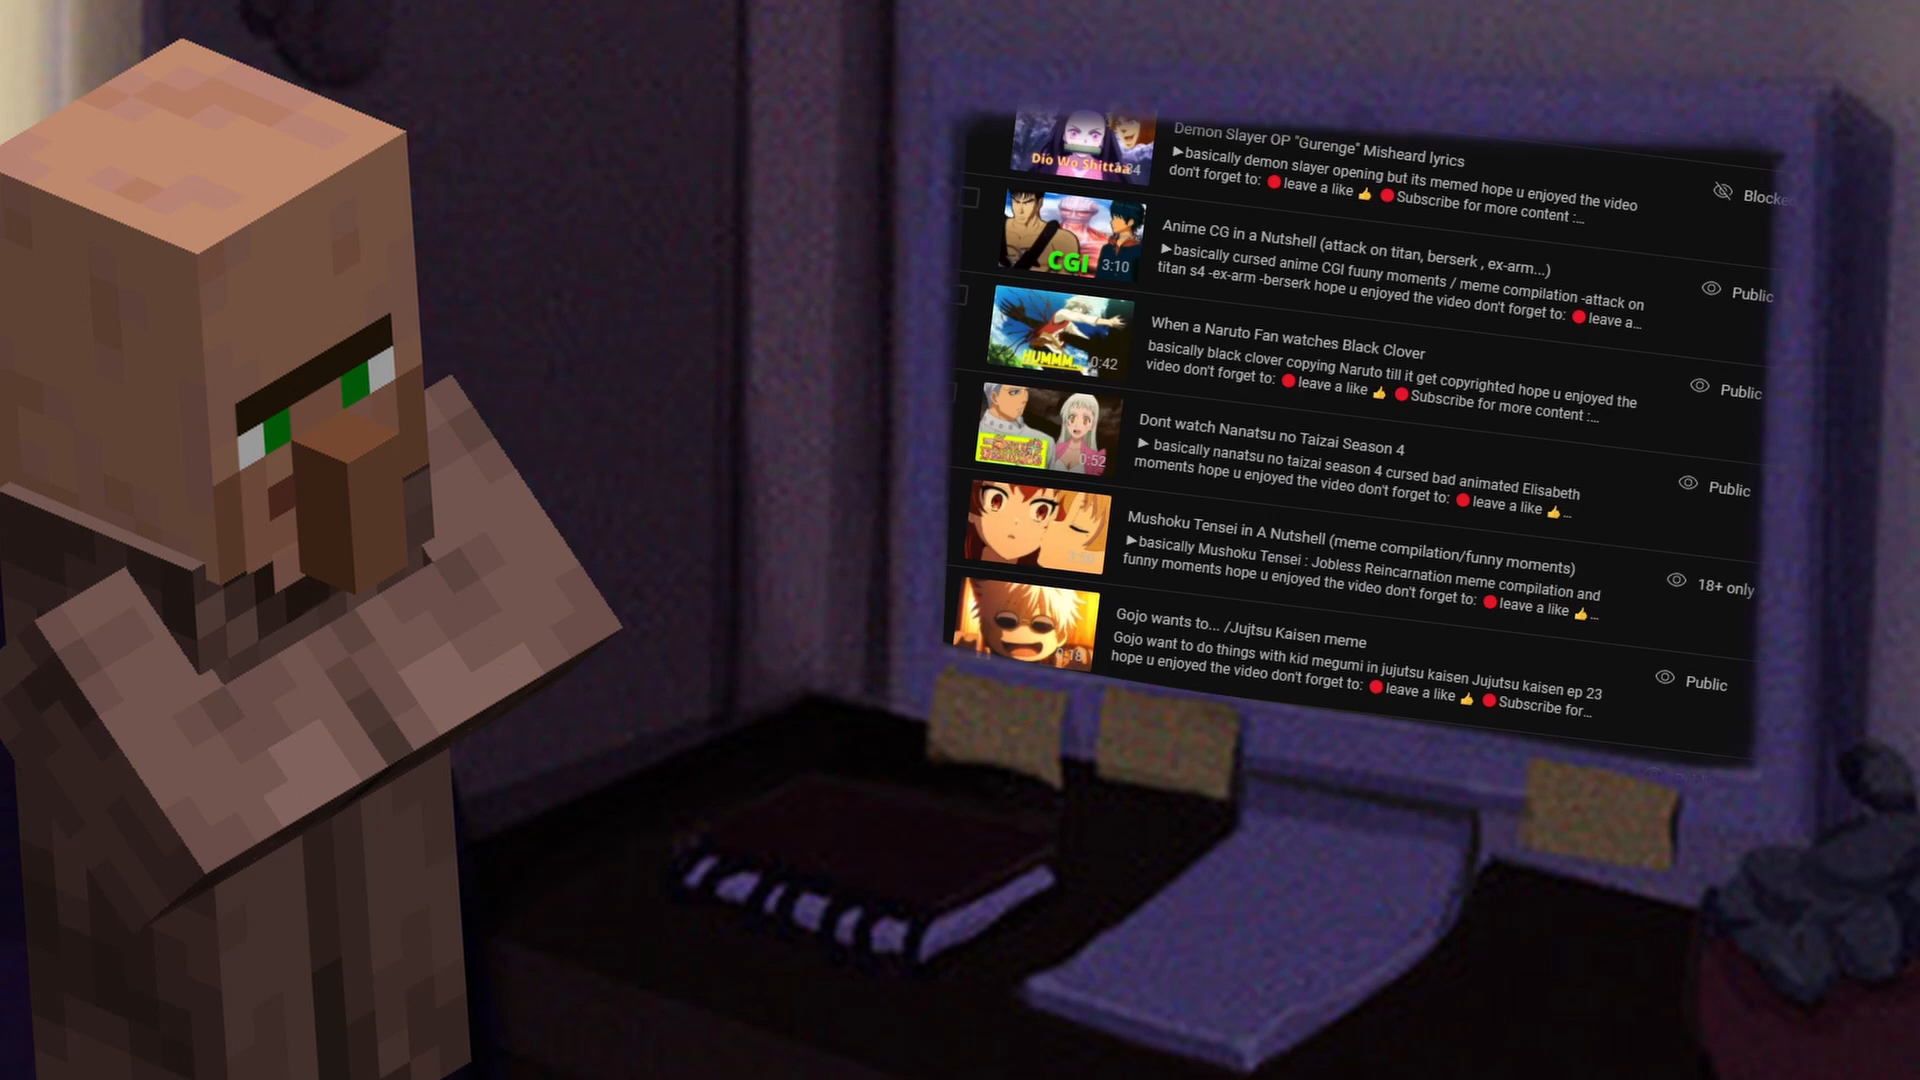 Dio Wo Shittaa
Demon Slayer OP "Gurenge" Misheard lyrics
▶basically demon slayer opening but its memed hope u enjoyed the video
don't forget to: 🔴leave a like 👍 🔴Subscribe for more content :...
CGI
3:10
Anime CG in a Nutshell (attack on titan, berserk , ex-arm...)
▶basically cursed anime CGI fuuny moments / meme compilation -attack on
titan s4 -ex-arm -berserk hope u enjoyed the video don't forget to: 🔴leave a...
Public
HUMMM
0:42
When a Naruto Fan watches Black Clover
basically black clover copying Naruto till it get copyrighted hope u enjoyed the
video don't forget to: 🔴leave a like 👍 🔴Subscribe for more content :...
Public
0:52
Dont watch Nanatsu no Taizai Season 4
▶ basically nanatsu no taizai season 4 cursed bad animated Elisabeth
moments hope u enjoyed the video don't forget to: 🔴leave a like 👍...
Public
Mushoku Tensei in A Nutshell (meme compilation/funny moments)
▶basically Mushoku Tensei : Jobless Reincarnation meme compilation and
funny moments hope u enjoyed the video don't forget to: 🔴leave a like 👍...
18+ only
0:18
Gojo wants to... /Jujtsu Kaisen meme
Gojo want to do things with kid megumi in jujutsu kaisen Jujutsu kaisen ep 23
hope u enjoyed the video don't forget to: 🔴leave a like 👍 🔴Subscribe for...
Public